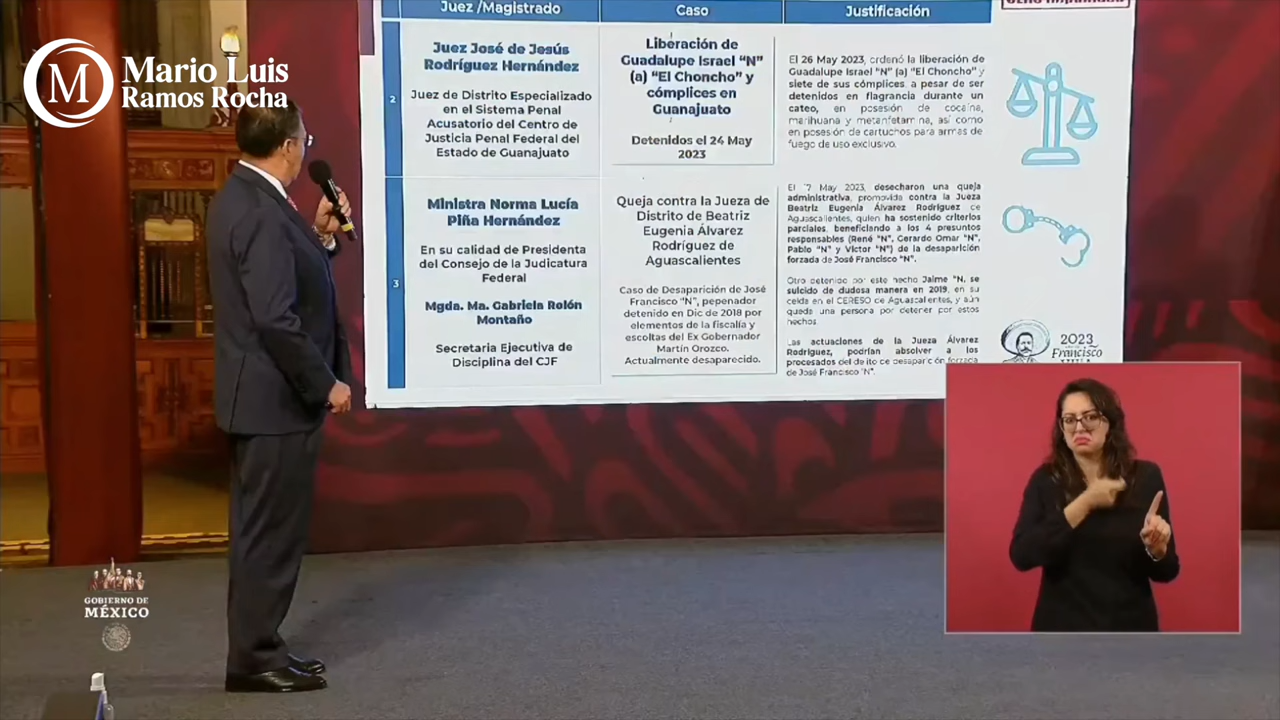 Mario Luis
Ramos Rocha
Juez /Magistrado
Caso
Justificación
2
Juez José de Jesús
Rodríguez Hernández
Juez de Distrito Especializado
en el Sistema Penal
Acusatorio del Centro de
Justicia Penal Federal del
Estado de Guanajuato
Liberación de
Guadalupe Israel “N”
(a) “El Choncho” y
cómplices en
Guanajuato
Detenidos el 24 May
2023
El 26 May 2023, ordenó la liberación de
Guadalupe Israel “N” (a) “El Choncho” y
siete de sus cómplices, a pesar de ser
detenidos en flagrancia durante un
cateo, en posesión de cocaína,
marihuana y metanfetamina, así como
en posesión de cartuchos para armas de
fuego de uso exclusivo.
3
Ministra Norma Lucía
Piña Hernández
En su calidad de Presidenta
del Consejo de la Judicatura
Federal
Mgda. Ma. Gabriela Rolón
Montaño
Secretaria Ejecutiva de
Disciplina del CJF
Queja contra la Jueza de
Distrito de Beatriz
Eugenia Álvarez
Rodríguez de
Aguascalientes
Caso de Desaparición de José
Francisco “N”, pepenador
detenido en Dic de 2018 por
elementos de la fiscalía y
escoltas del Ex Gobernador
Martín Orozco.
Actualmente desaparecido.
El 17 May 2023, desecharon una queja
administrativa, promovida contra la Jueza
Beatriz Eugenia Álvarez Rodríguez de
Aguascalientes, quien ha sostenido criterios
parciales, beneficiando a los 4 presuntos
responsables (René “N”, Gerardo Omar “N”,
Pablo “N” y Víctor “N”) de la desaparición
forzada de José Francisco “N”.
Otro detenido por este hecho Jaime “N, se
suicido de dudosa manera en 2019, en su
celda en el CERESO de Aguascalientes, y aún
queda una persona por detener por estos
hechos.
Las actuaciones de la Jueza Álvarez
Rodríguez, podrían absolver a los
procesados del delito de desaparición forzada
de José Francisco “N”.
2023
Francisco
VILLA
GOBIERNO DE
MÉXICO